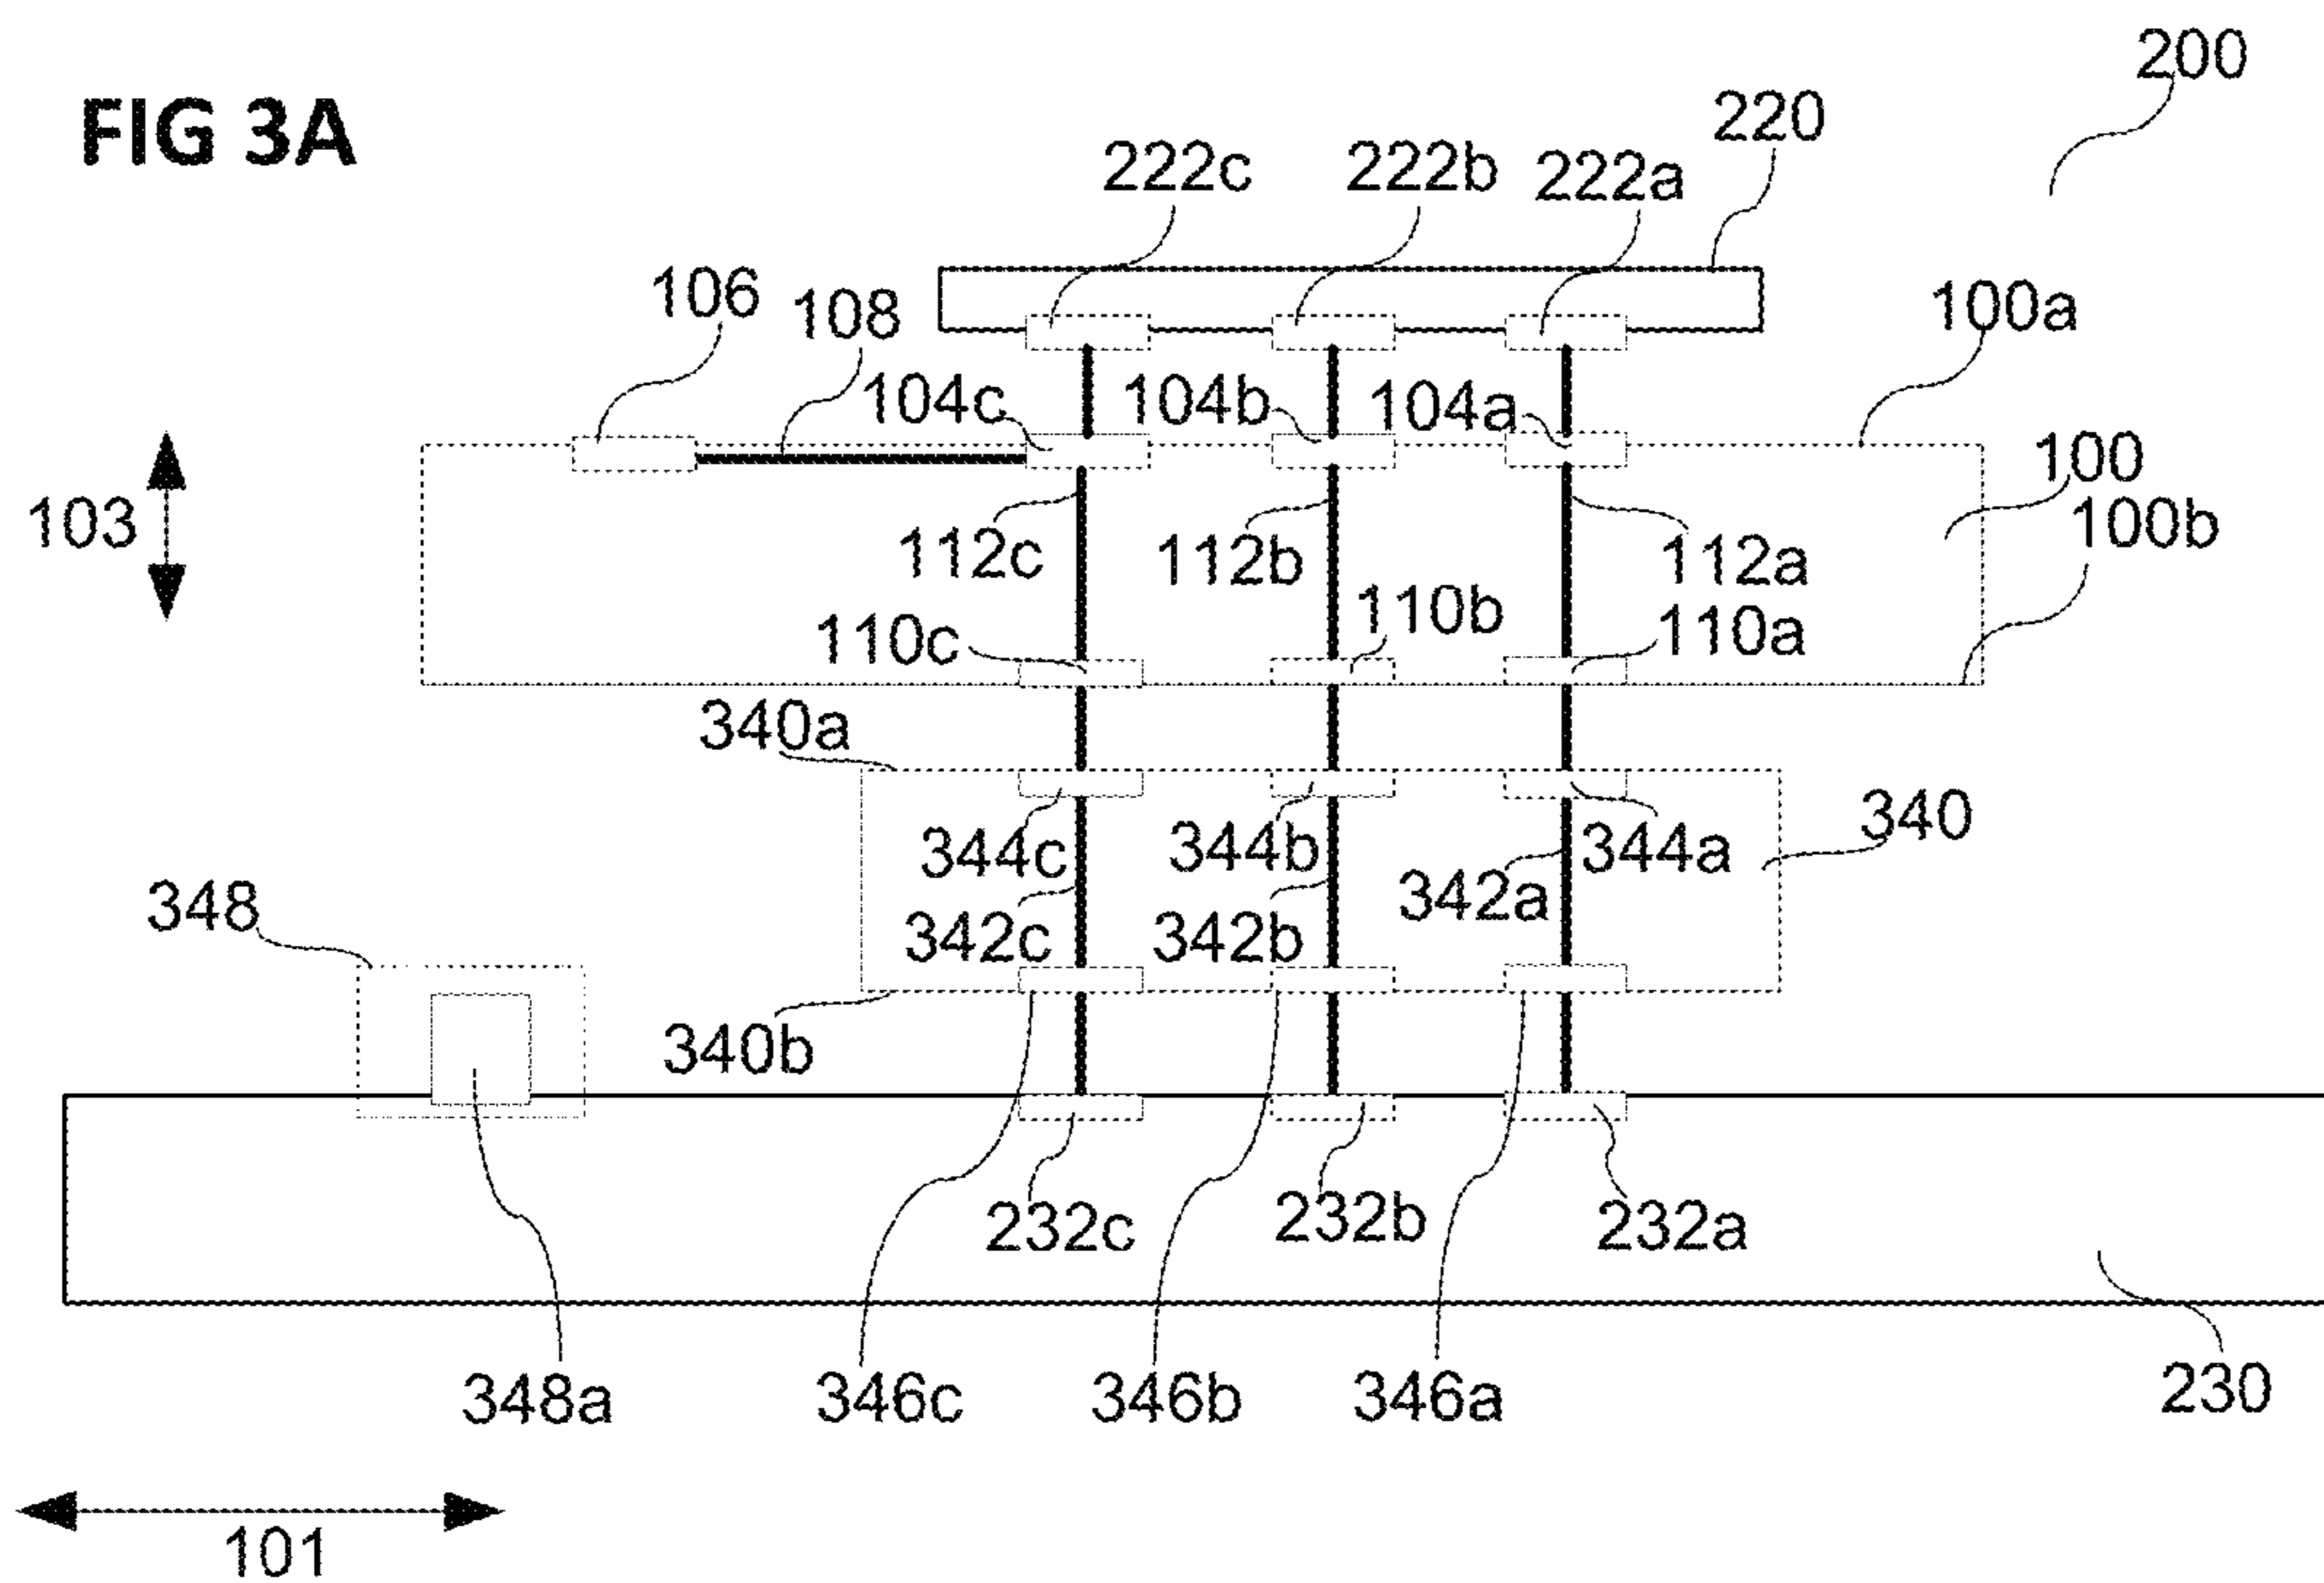 200
FIG 3A
220
222c 222b 222a
106 108 100a
104c 104b 104a
100
103 100b
112c 112b 112a
110c 110b 110a
340a
340
344c 344b 344a
348 342c 342b 342a
340b
232c 232b 232a
348a 346c 346b 346a 230
101